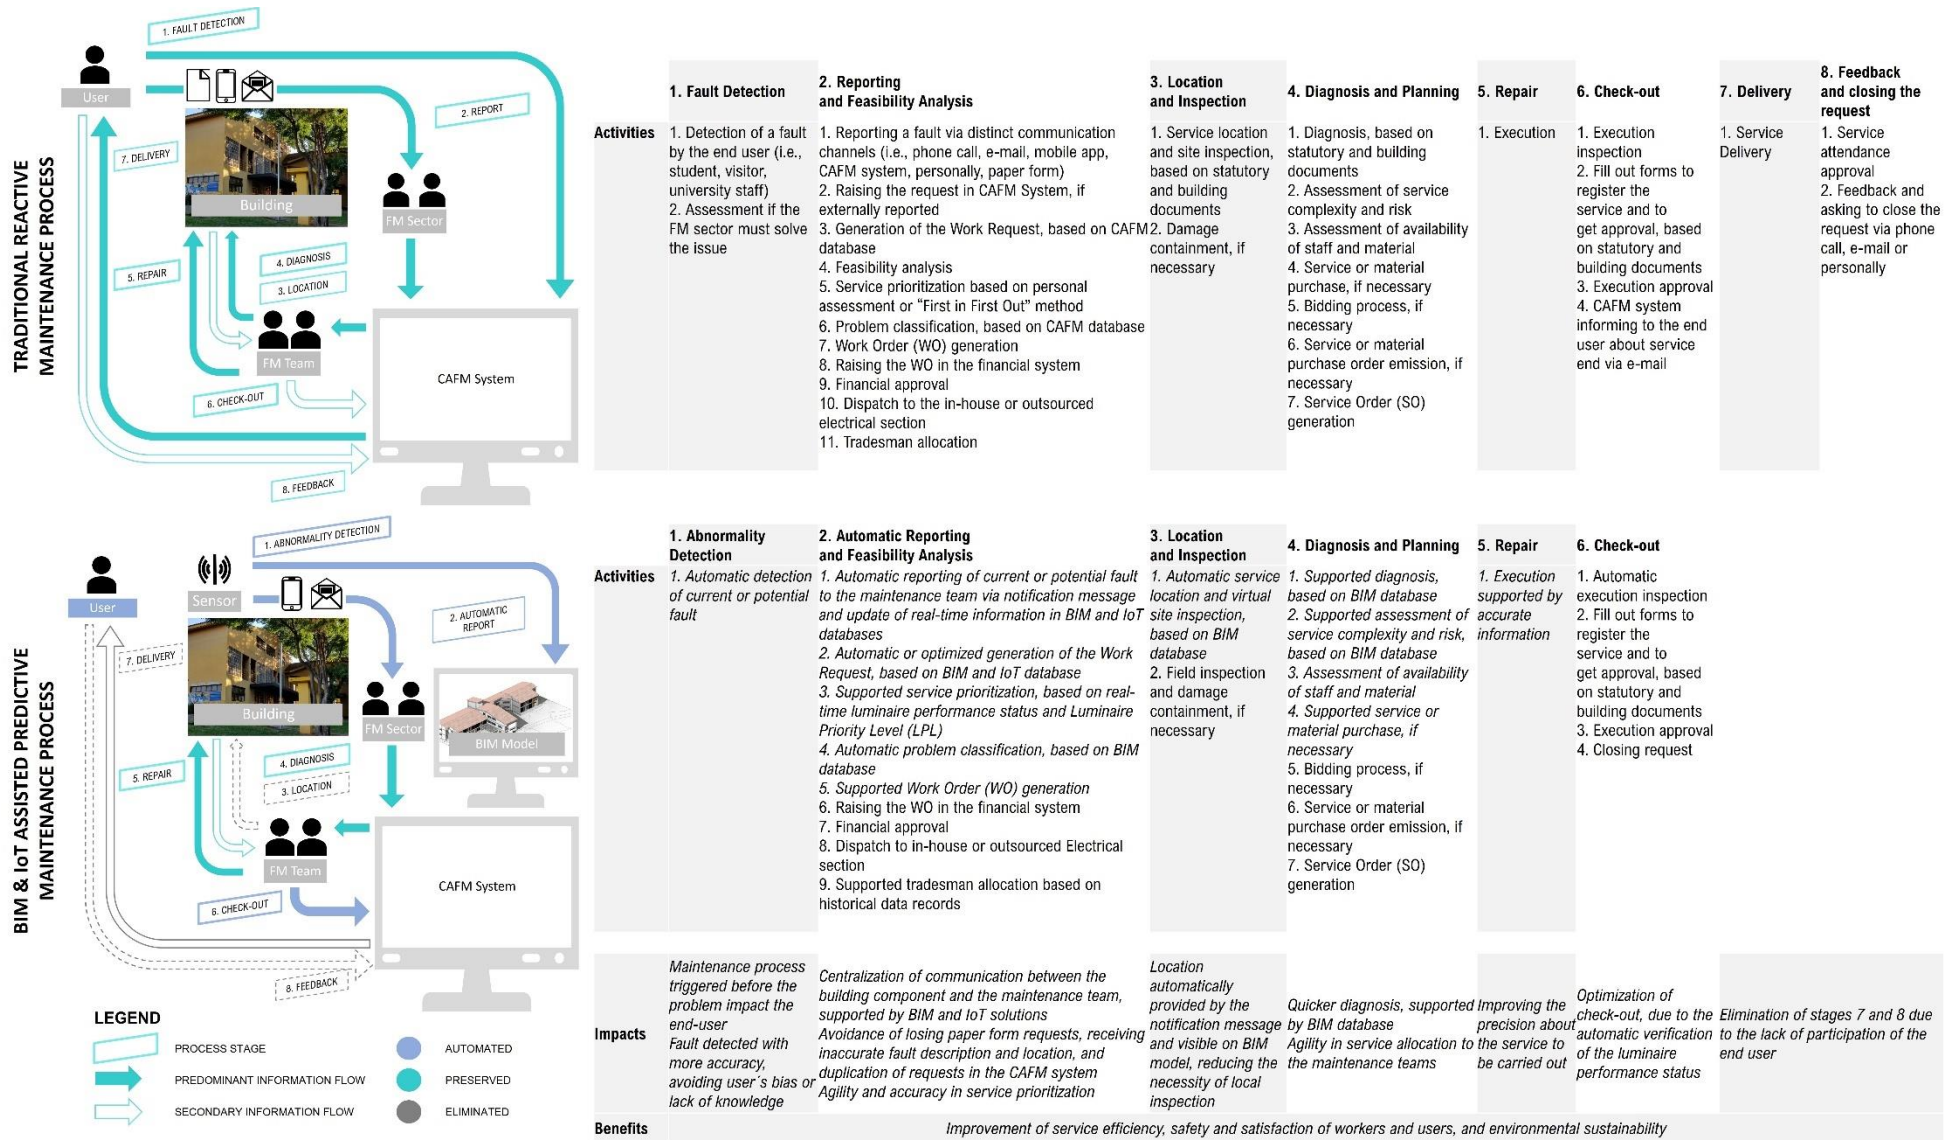 TRADITIONAL REACTIVE
MAINTENANCE PROCESS
1. FAULT DETECTION
User
2. REPORT
7. DELIVERY
Building
FM Sector
4. DIAGNOSIS
5. REPAIR
3. LOCATION
FM Team
CAFM System
6. CHECK-OUT
8. FEEDBACK
1. Fault Detection
2. Reporting
and Feasibility Analysis
3. Location
and Inspection
4. Diagnosis and Planning
5. Repair
6. Check-out
7. Delivery
8. Feedback
and closing the
request
Activities
1. Detection of a fault
by the end user (i.e.,
student, visitor,
university staff)
2. Assessment if the
FM sector must solve
the issue
1. Reporting a fault via distinct communication
channels (i.e., phone call, e-mail, mobile app,
CAFM system, personally, paper form)
2. Raising the request in CAFM System, if
externally reported
3. Generation of the Work Request, based on CAFM
database
4. Feasibility analysis
5. Service prioritization based on personal
assessment or “First in First Out” method
6. Problem classification, based on CAFM database
7. Work Order (WO) generation
8. Raising the WO in the financial system
9. Financial approval
10. Dispatch to the in-house or outsourced
electrical section
11. Tradesman allocation
1. Service location
and site inspection,
based on statutory
and building
documents
2. Damage
containment, if
necessary
1. Diagnosis, based on
statutory and building
documents
2. Assessment of service
complexity and risk
3. Assessment of availability
of staff and material
4. Service or material
purchase, if necessary
5. Bidding process, if
necessary
6. Service or material
purchase order emission, if
necessary
7. Service Order (SO)
generation
1. Execution
1. Execution
inspection
2. Fill out forms to
register the
service and to
get approval, based
on statutory and
building documents
3. Execution approval
4. CAFM system
informing to the end
user about service
end via e-mail
1. Service
Delivery
1. Service
attendance
approval
2. Feedback and
asking to close the
request via phone
call, e-mail or
personally
BIM & IoT ASSISTED PREDICTIVE
MAINTENANCE PROCESS
1. ABNORMALITY DETECTION
User
Sensor
2. AUTOMATIC
REPORT
7. DELIVERY
Building
FM Sector
BIM Model
4. DIAGNOSIS
5. REPAIR
3. LOCATION
FM Team
CAFM System
6. CHECK-OUT
8. FEEDBACK
1. Abnormality
Detection
2. Automatic Reporting
and Feasibility Analysis
3. Location
and Inspection
4. Diagnosis and Planning
5. Repair
6. Check-out
Activities
1. Automatic detection
of current or potential
fault
1. Automatic reporting of current or potential fault
to the maintenance team via notification message
and update of real-time information in BIM and IoT
databases
2. Automatic or optimized generation of the Work
Request, based on BIM and IoT database
3. Supported service prioritization, based on real-
time luminaire performance status and Luminaire
Priority Level (LPL)
4. Automatic problem classification, based on BIM
database
5. Supported Work Order (WO) generation
6. Raising the WO in the financial system
7. Financial approval
8. Dispatch to in-house or outsourced Electrical
section
9. Supported tradesman allocation based on
historical data records
1. Automatic service
location and virtual
site inspection,
based on BIM
database
2. Field inspection
and damage
containment, if
necessary
1. Supported diagnosis,
based on BIM database
2. Supported assessment of
service complexity and risk,
based on BIM database
3. Assessment of availability
of staff and material
4. Supported service or
material purchase, if
necessary
5. Bidding process, if
necessary
6. Service or material
purchase order emission, if
necessary
7. Service Order (SO)
generation
1. Execution
supported by
accurate
information
1. Automatic
execution inspection
2. Fill out forms to
register the
service and to
get approval, based
on statutory and
building documents
3. Execution approval
4. Closing request
Impacts
Maintenance process
triggered before the
problem impact the
end-user
Fault detected with
more accuracy,
avoiding user´s bias or
lack of knowledge
Centralization of communication between the
building component and the maintenance team,
supported by BIM and IoT solutions
Avoidance of losing paper form requests, receiving
inaccurate fault description and location, and
duplication of requests in the CAFM system
Agility and accuracy in service prioritization
Location
automatically
provided by the
notification message
and visible on BIM
model, reducing the
necessity of local
inspection
Quicker diagnosis, supported
by BIM database
Agility in service allocation to
the maintenance teams
Improving the
precision about
the service to
be carried out
Optimization of
check-out, due to the
automatic verification
of the luminaire
performance status
Elimination of stages 7 and 8 due
to the lack of participation of the
end user
Benefits
Improvement of service efficiency, safety and satisfaction of workers and users, and environmental sustainability
LEGEND
PROCESS STAGE
PREDOMINANT INFORMATION FLOW
SECONDARY INFORMATION FLOW
AUTOMATED
PRESERVED
ELIMINATED